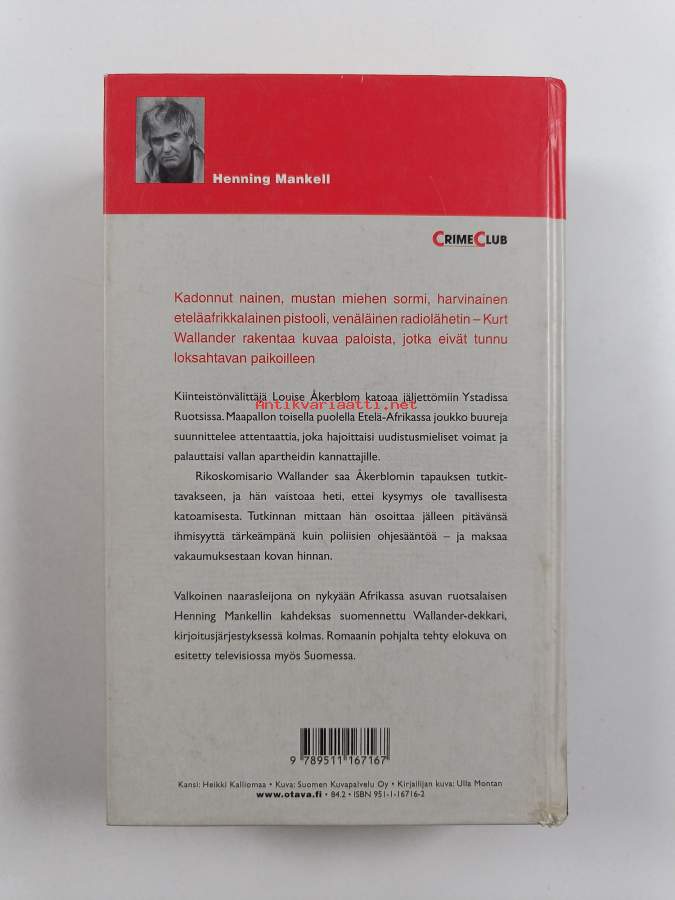 Henning Mankell
CRIMECLUB
Kadonnut nainen, mustan miehen sormi, harvinainen
eteläafrikkalainen pistooli, venäläinen radiolähetin – Kurt
Wallander rakentaa kuvaa paloista, jotka eivät tunnu
loksahtavan paikoilleen
Kiinteistönvälittäjä Louise Åkerblom katoaa jäljettömiin Ystadissa
Antikvariaatti.net
Ruotsissa. Maapallon toisella puolella Etelä-Afrikassa joukko buureja
suunnittelee attentaattia, joka hajoittaisi uudistusmieliset voimat ja
palauttaisi vallan apartheidin kannattajille.
Rikoskomisario Wallander saa Åkerblomin tapauksen tutkit-
tavakseen, ja hän vaistoaa heti, ettei kysymys ole tavallisesta
katoamisesta. Tutkinnan mittaan hän osoittaa jälleen pitävänsä
ihmisyyttä tärkeämpänä kuin poliisien ohjesääntöä – ja maksaa
vakaumuksestaan kovan hinnan.
Valkoinen naarasleijona on nykyään Afrikassa asuvan ruotsalaisen
Henning Mankellin kahdeksas suomennettu Wallander-dekkari,
kirjoitusjärjestyksessä kolmas. Romaanin pohjalta tehty elokuva on
esitetty televisiossa myös Suomessa.
9 789511 167167
Kansi: Heikki Kalliomaa • Kuva: Suomen Kuvapalvelu Oy • Kirjailijan kuva: Ulla Montan
www.otava.fi • 84.2 • ISBN 951-1-16716-2